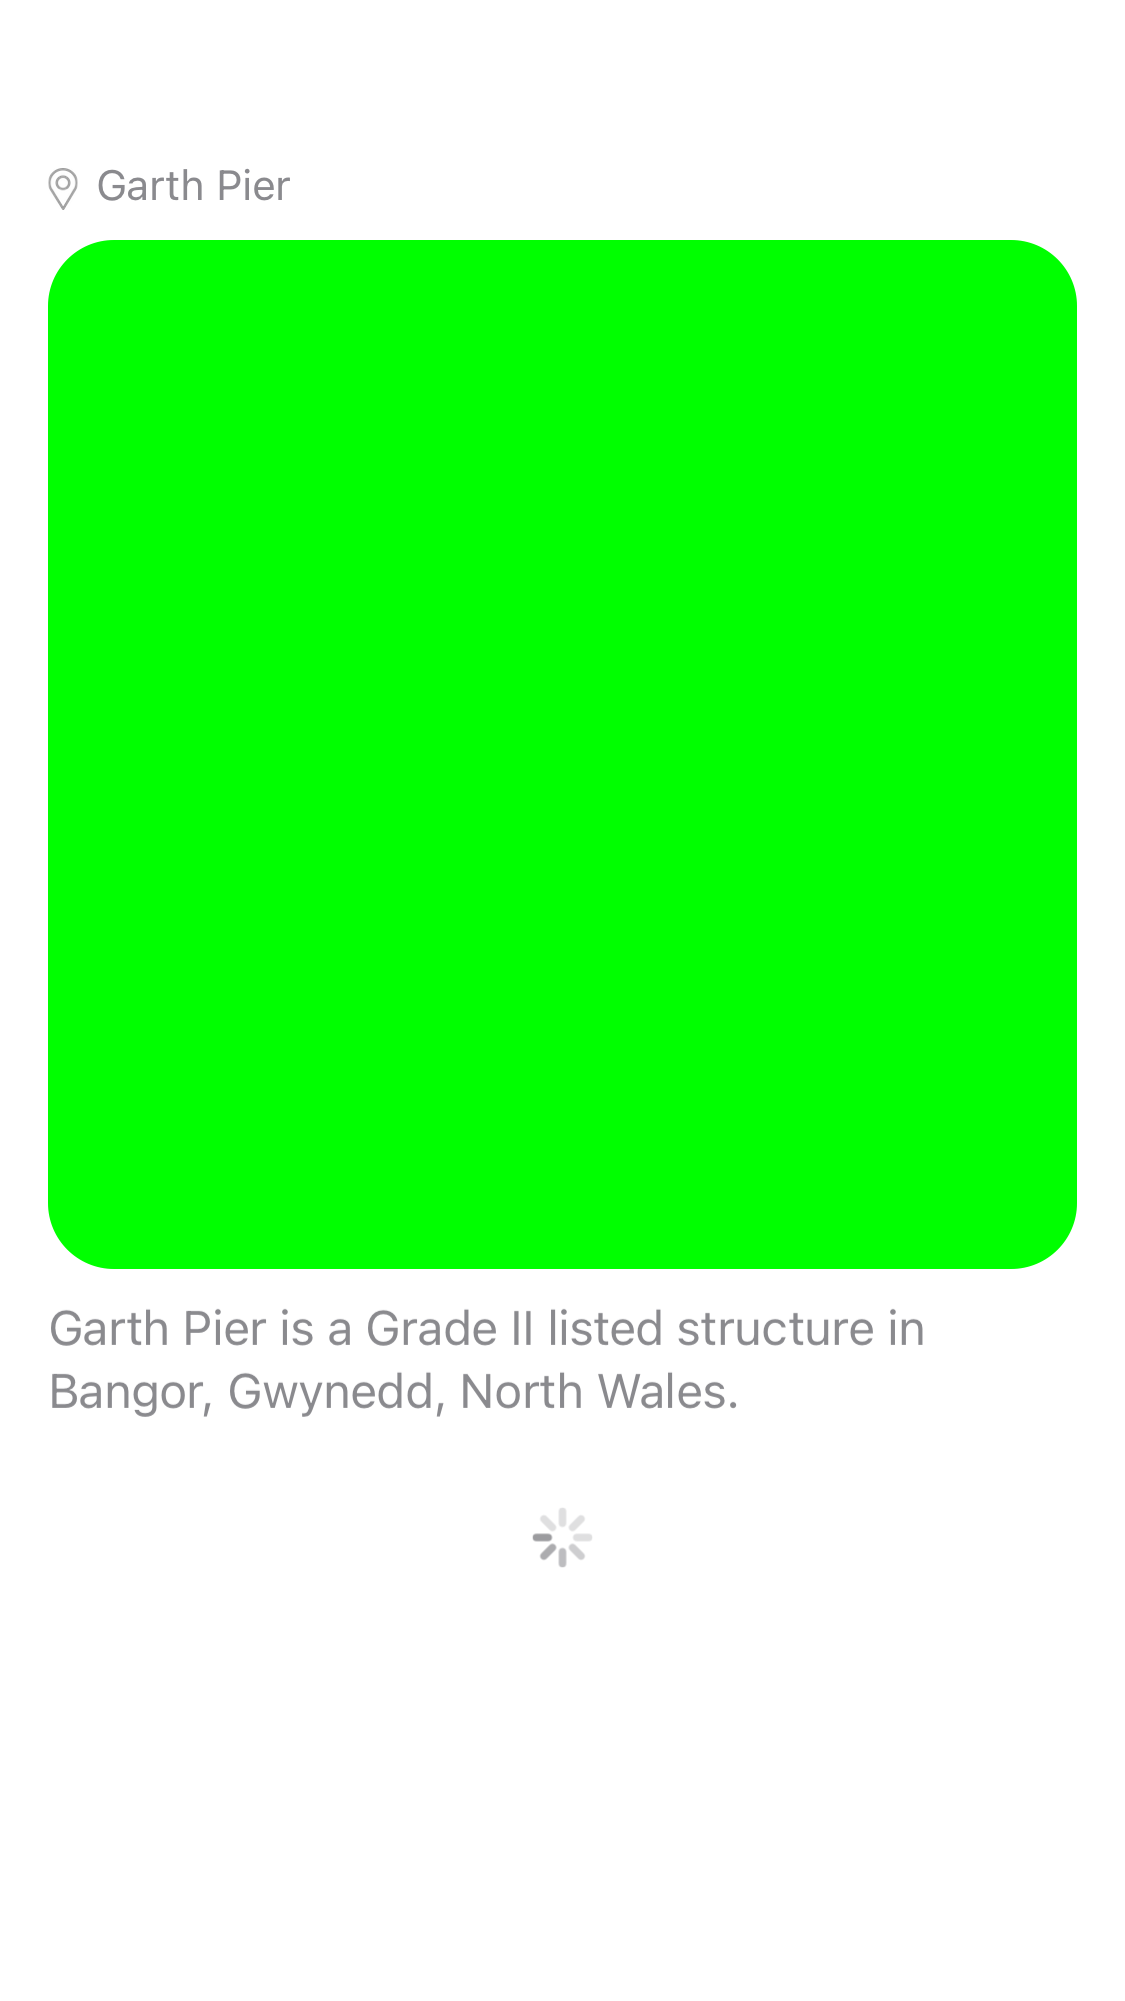 Garth Pier
Garth Pier is a Grade II listed structure in
Bangor, Gwynedd, North Wales.